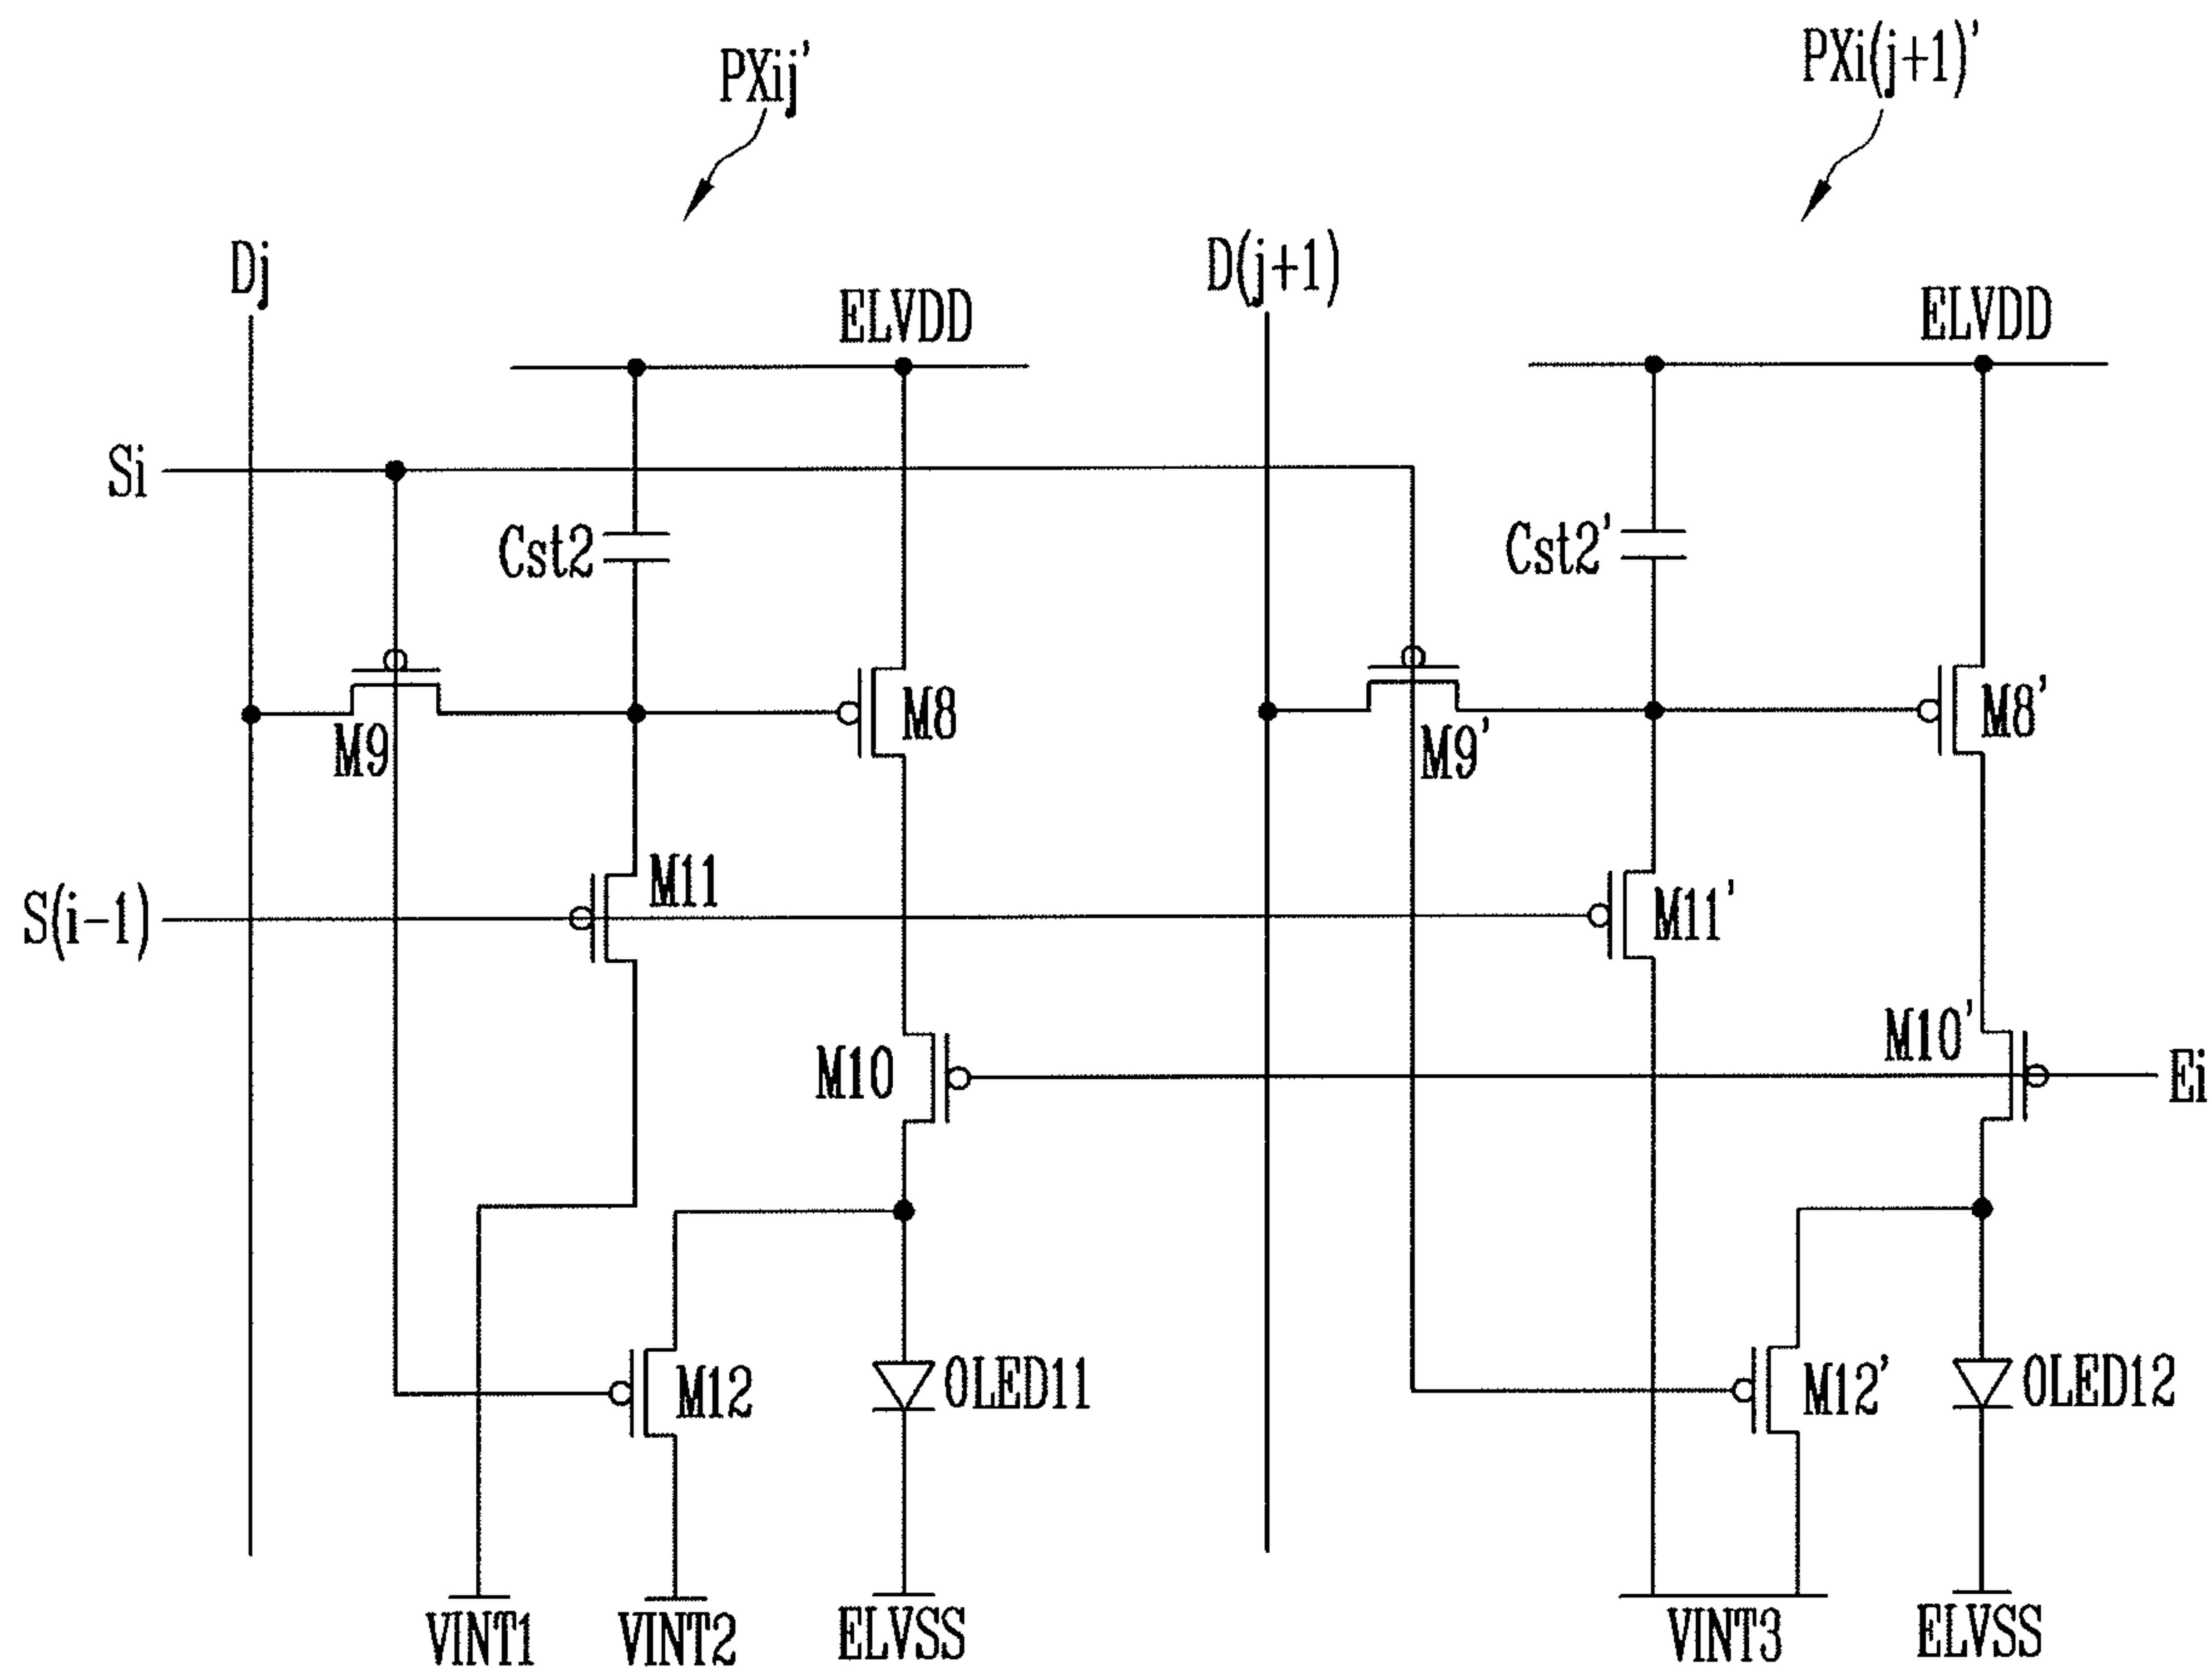 PXij'
PXi(j+1)'
Dj
D(j+1)
ELVDD
ELVDD
Si
Cst2
Cst2'
M9
M8
M9'
M8'
S(i-1)
M11
M11'
M10
M10'
Ei
M12
OLED11
M12'
OLED12
VINT1
VINT2
ELVSS
VINT3
ELVSS